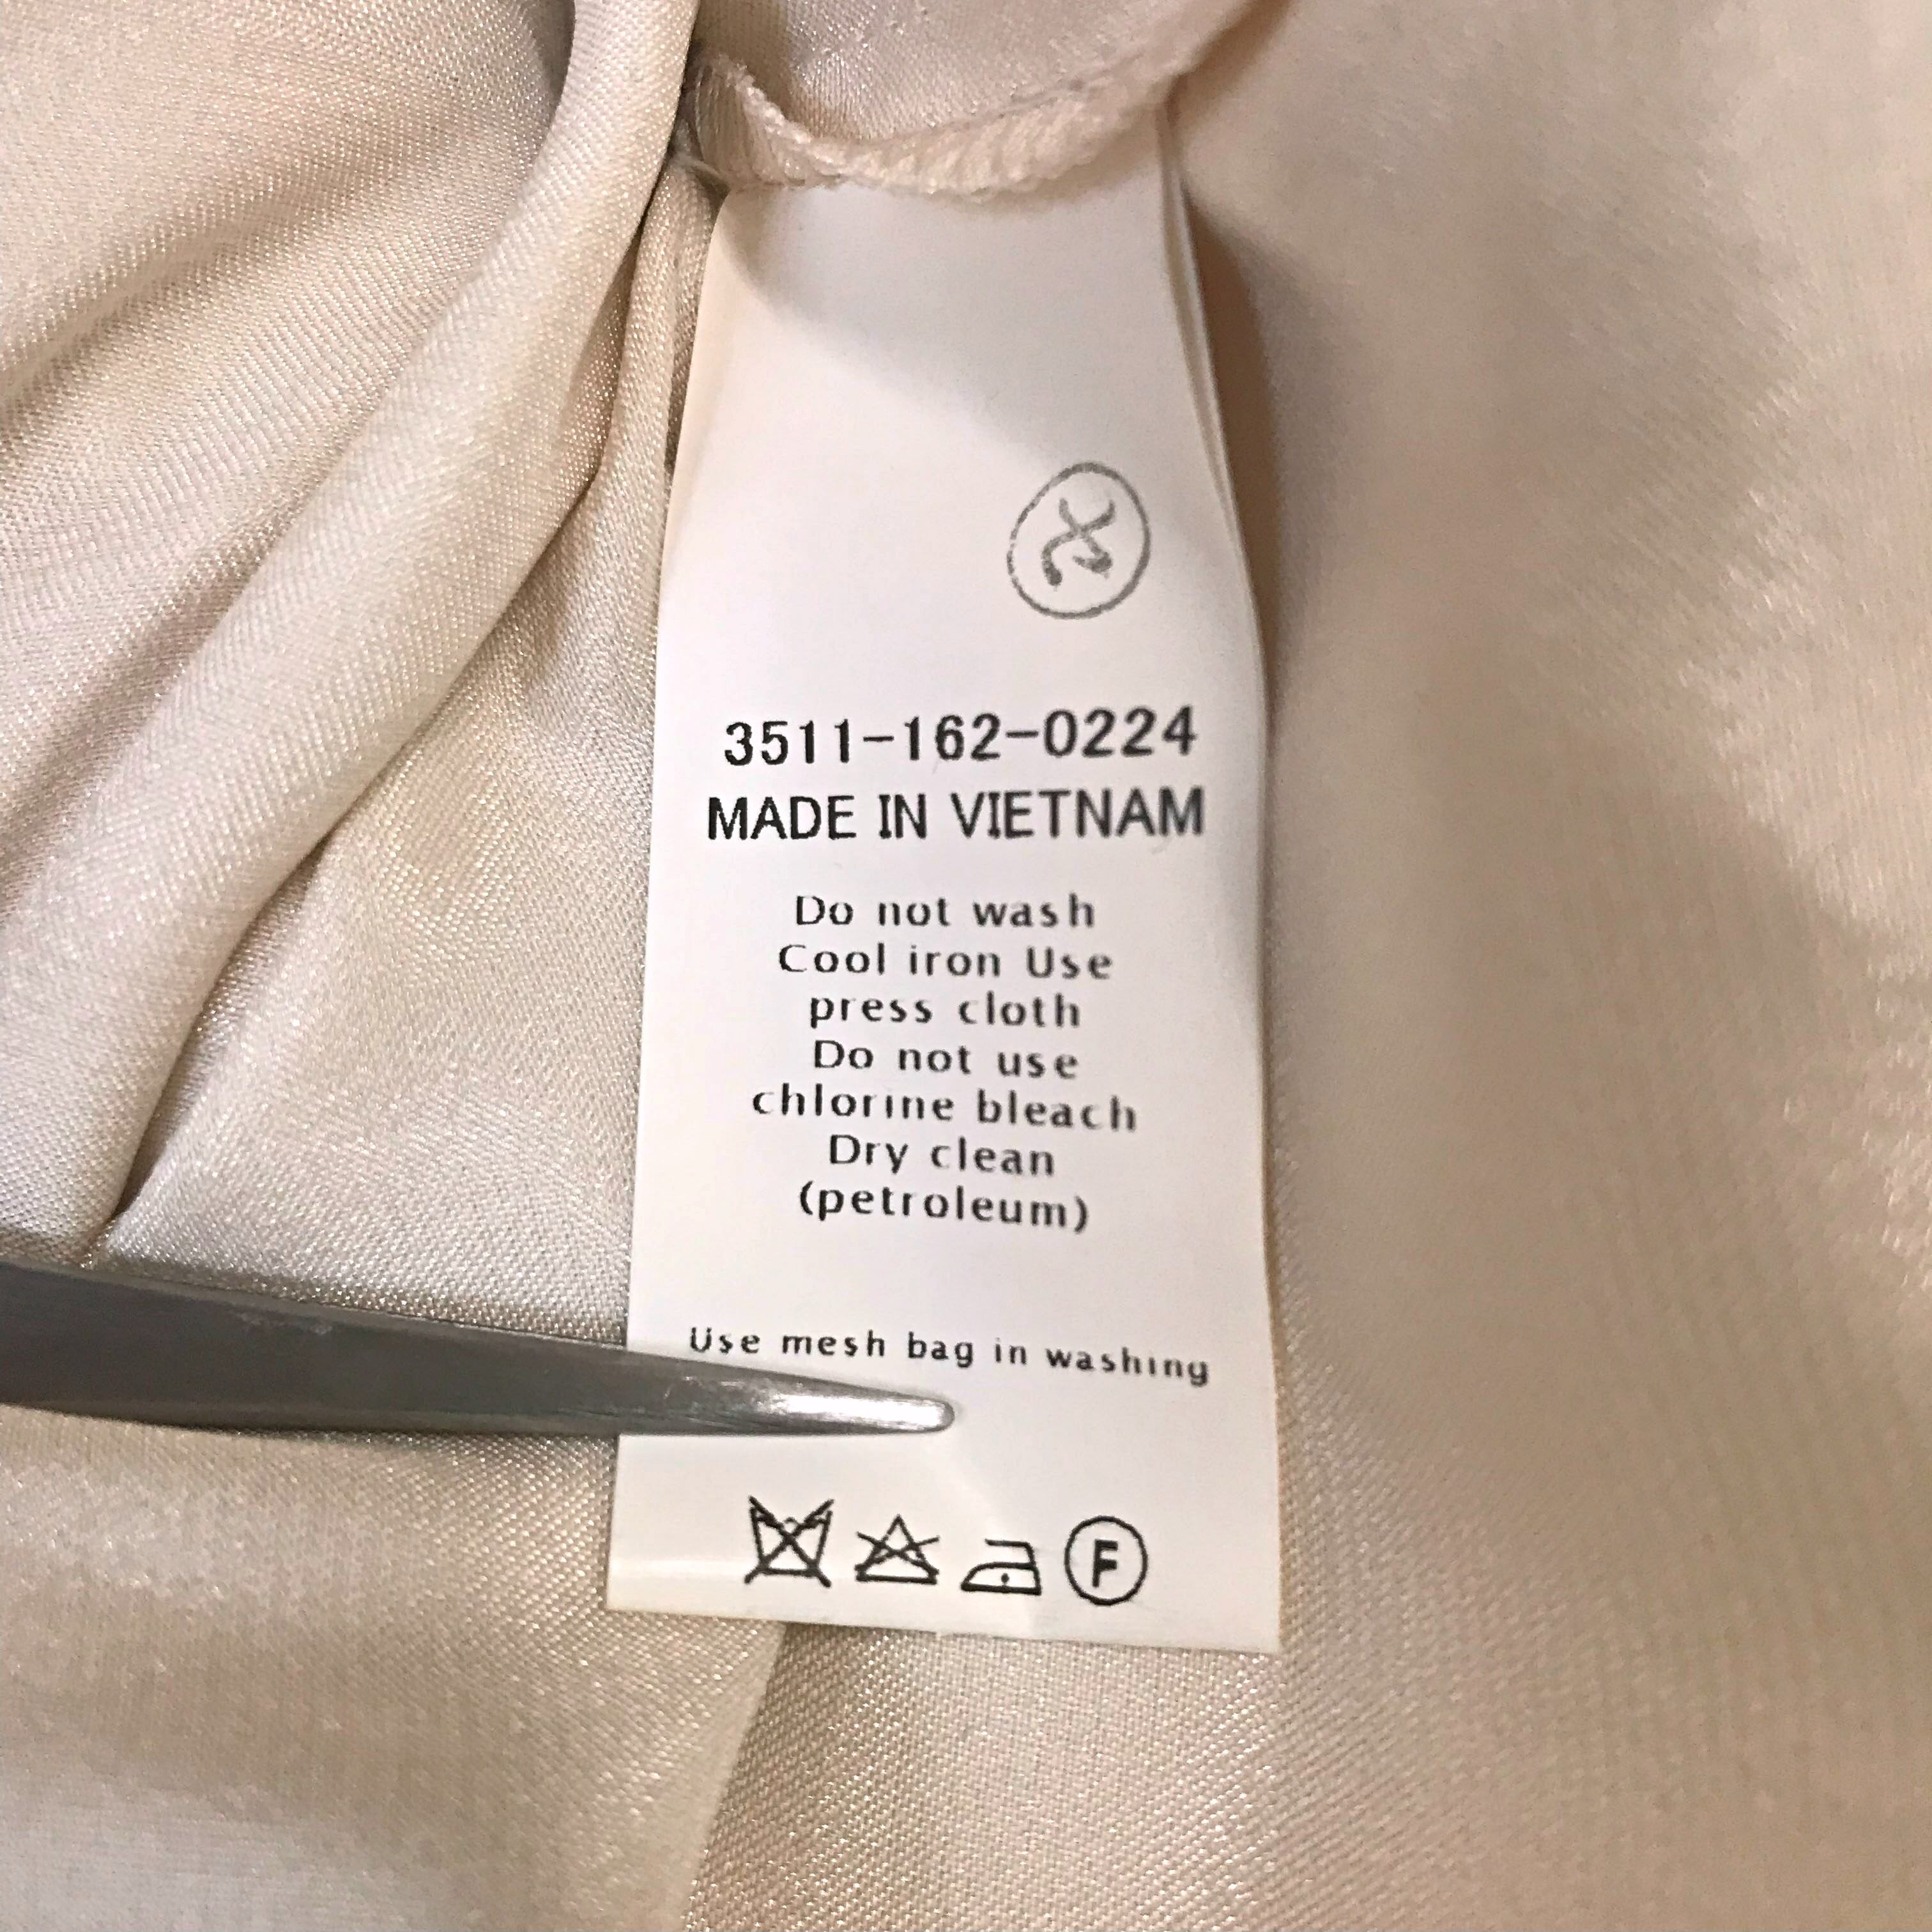 3511-162-0224
MADE IN VIETNAM
Do not wash
Cool iron Use
press cloth
Do not use
chlorine bleach
Dry clean
(petroleum)
Use mesh bag in washing
F